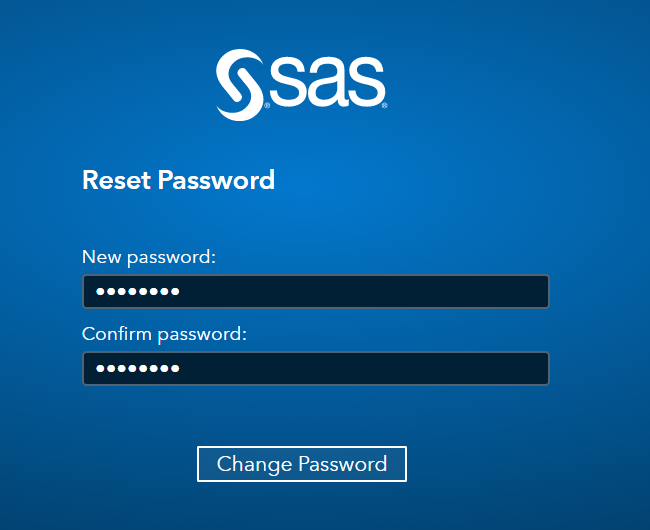 sas
Reset Password
New password:
••••••••
Confirm password:
••••••••
Change Password